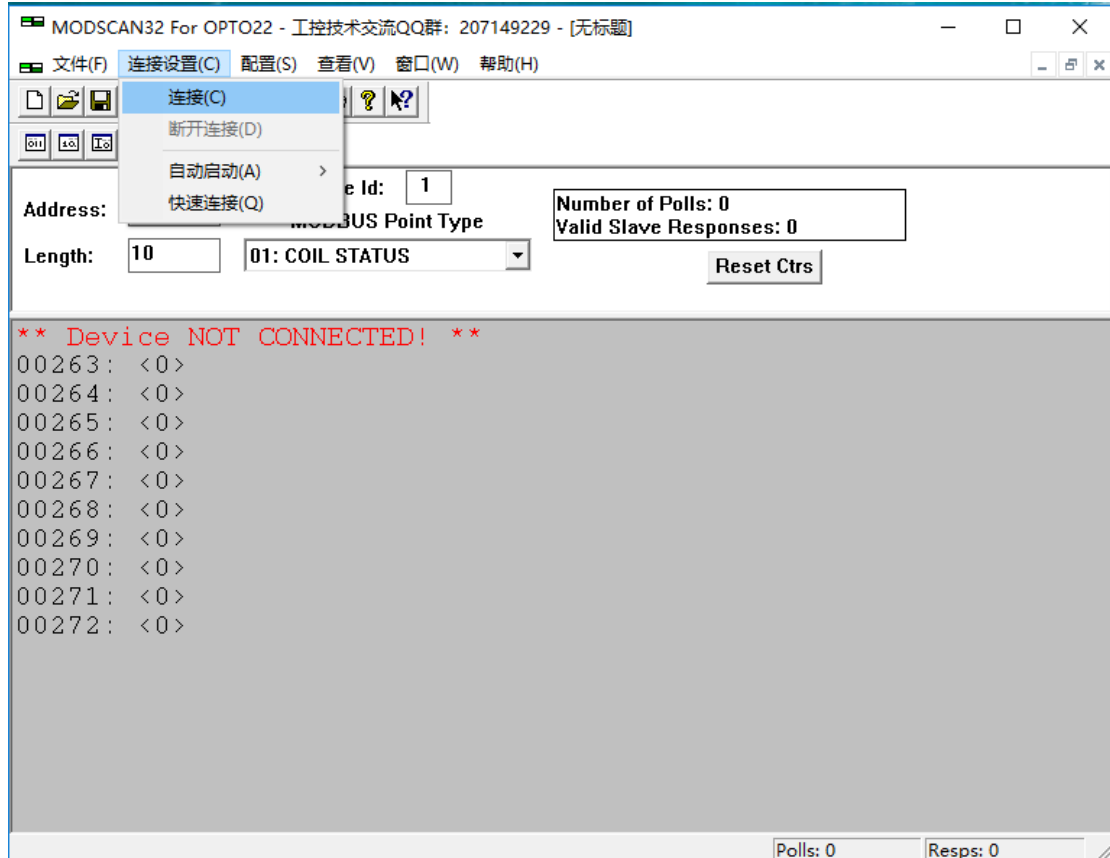 MODSCAN32 For OPTO22 - 工控技术交流QQ群：207149229 - [无标题]
文件(F) 连接设置(C) 配置(S) 查看(V) 窗口(W) 帮助(H)
连接(C)
断开连接(D)
自动启动(A)
快速连接(Q)
Address:
e Id: 1
MODBUS Point Type
Length: 10
01: COIL STATUS
Number of Polls: 0
Valid Slave Responses: 0
Reset Ctrs
** Device NOT CONNECTED! **
00263: <0>
00264: <0>
00265: <0>
00266: <0>
00267: <0>
00268: <0>
00269: <0>
00270: <0>
00271: <0>
00272: <0>
Polls: 0
Resps: 0